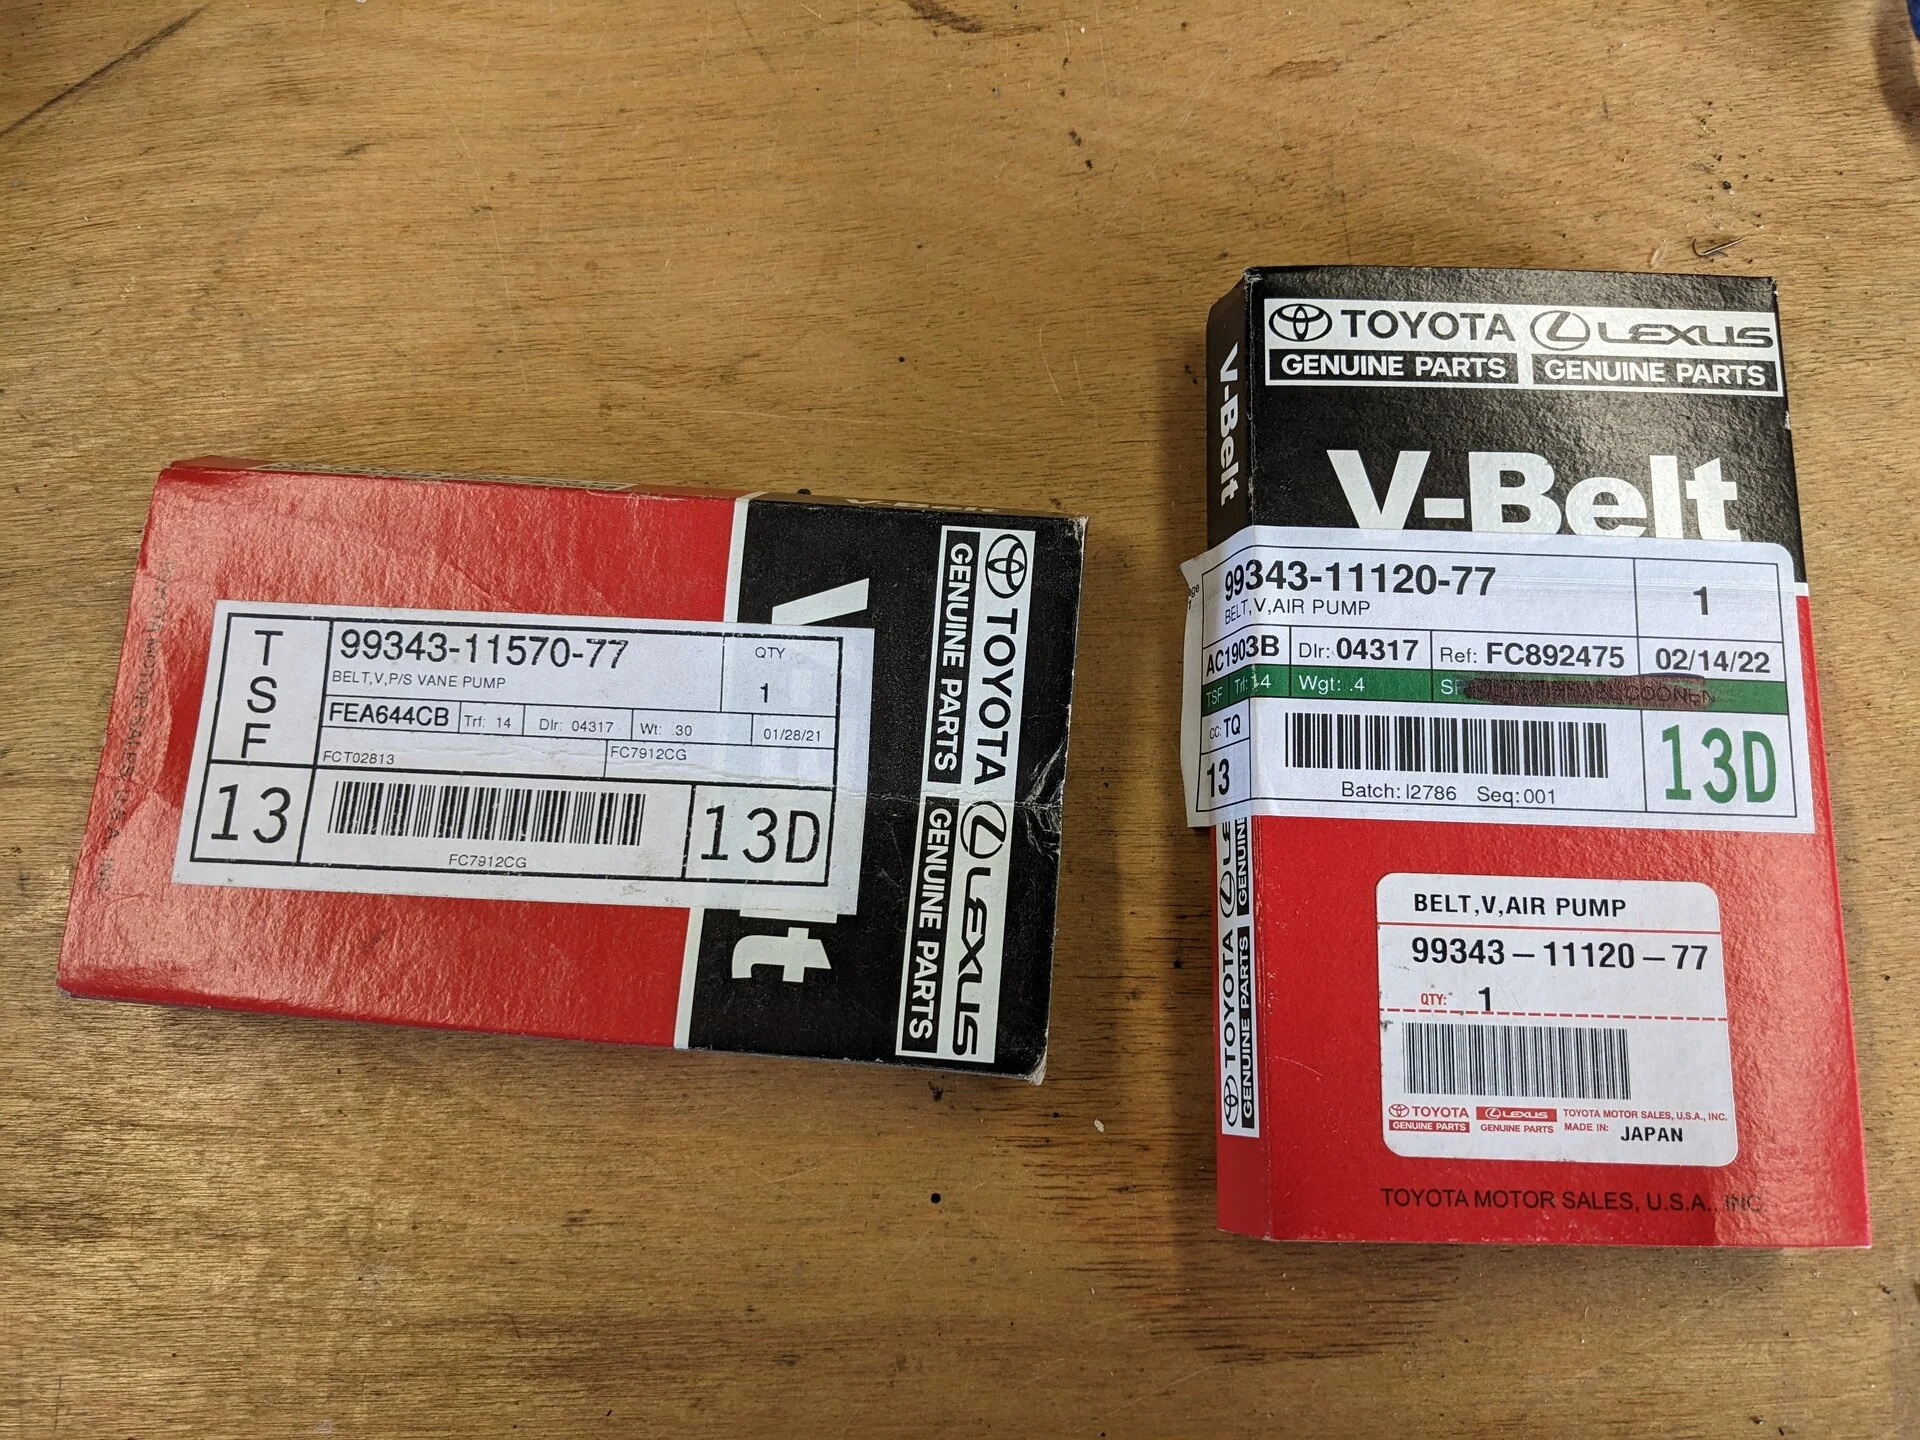 T
S
F
99343-11570-77
BELT,V,P/S VANE PUMP
QTY
1
FEA644CB Trf: 14 Dlr: 04317 Wt: .30 01/28/21
FCT02813 FC7912CG
13
FC7912CG
13D
V
t
TOYOTA
GENUINE PARTS
LEXUS
GENUINE PARTS
TOYOTA MOTOR SALES, U.S.A., INC.
V-Belt
TOYOTA LEXUS
GENUINE PARTS GENUINE PARTS
V-Belt
99343-11120-77 1
BELT,V,AIR PUMP
AC1903B Dlr: 04317 Ref: FC892475 02/14/22
TSF Trf: 14 Wgt: .4
CC: TQ
13
Batch: I2786 Seq: 001
13D
TOYOTA
GENUINE PARTS
GENUINE
BELT,V,AIR PUMP
99343-11120-77
QTY: 1
TOYOTA LEXUS TOYOTA MOTOR SALES, U.S.A., INC.
GENUINE PARTS GENUINE PARTS MADE IN: JAPAN
TOYOTA MOTOR SALES, U.S.A., INC.